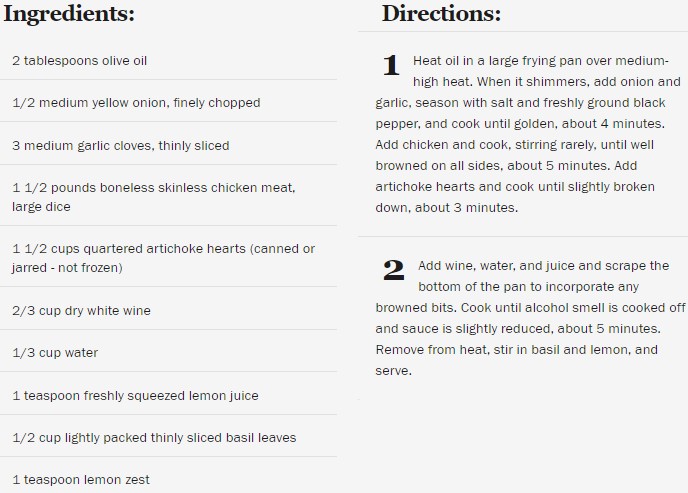 Ingredients:
2 tablespoons olive oil
1/2 medium yellow onion, finely chopped
3 medium garlic cloves, thinly sliced
1 1/2 pounds boneless skinless chicken meat,
large dice
1 1/2 cups quartered artichoke hearts (canned or
jarred - not frozen)
2/3 cup dry white wine
1/3 cup water
1 teaspoon freshly squeezed lemon juice
1/2 cup lightly packed thinly sliced basil leaves
1 teaspoon lemon zest
Directions:
1 Heat oil in a large frying pan over medium-
high heat. When it shimmers, add onion and
garlic, season with salt and freshly ground black
pepper, and cook until golden, about 4 minutes.
Add chicken and cook, stirring rarely, until well
browned on all sides, about 5 minutes. Add
artichoke hearts and cook until slightly broken
down, about 3 minutes.
2 Add wine, water, and juice and scrape the
bottom of the pan to incorporate any
browned bits. Cook until alcohol smell is cooked off
and sauce is slightly reduced, about 5 minutes.
Remove from heat, stir in basil and lemon, and
serve.